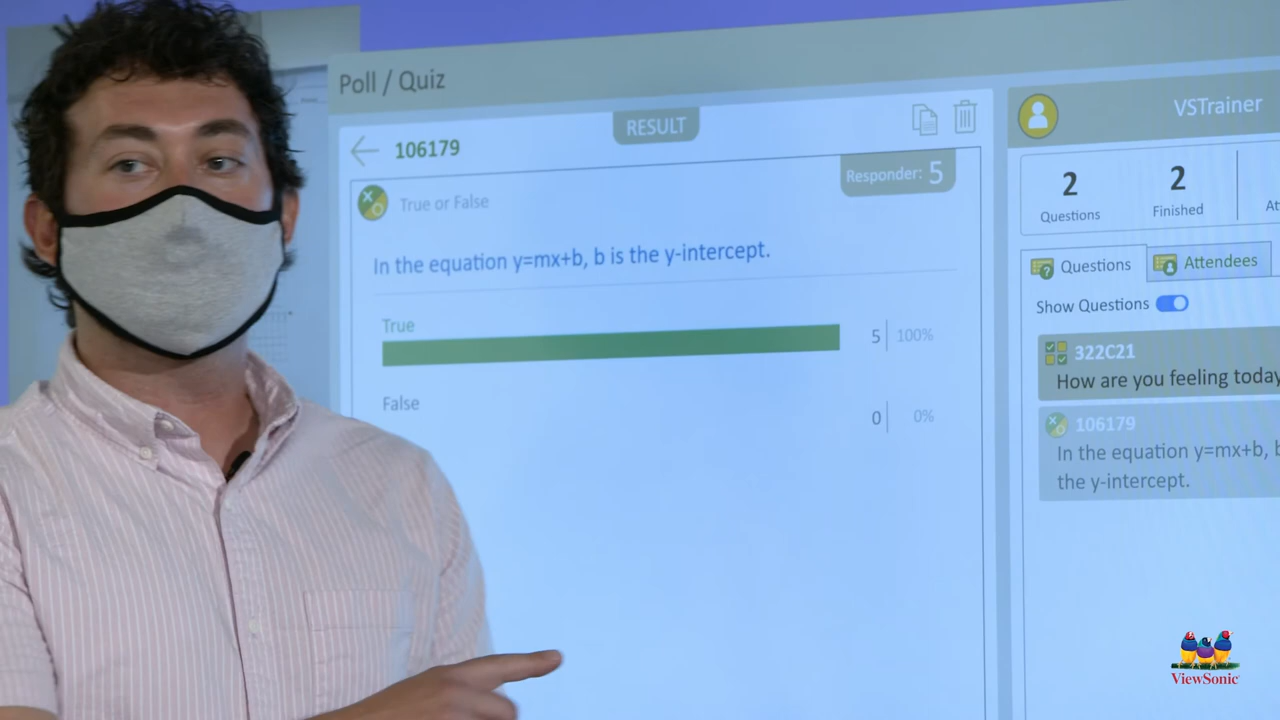 Poll / Quiz
RESULT
106179
Responder: 5
True or False
In the equation y=mx+b, b is the y-intercept.
True
5 100%
False
0 0%
VSTrainer
2
Questions
2
Finished
Questions
Attendees
Show Questions
322C21
How are you feeling today
106179
In the equation y=mx+b,
the y-intercept.
ViewSonic